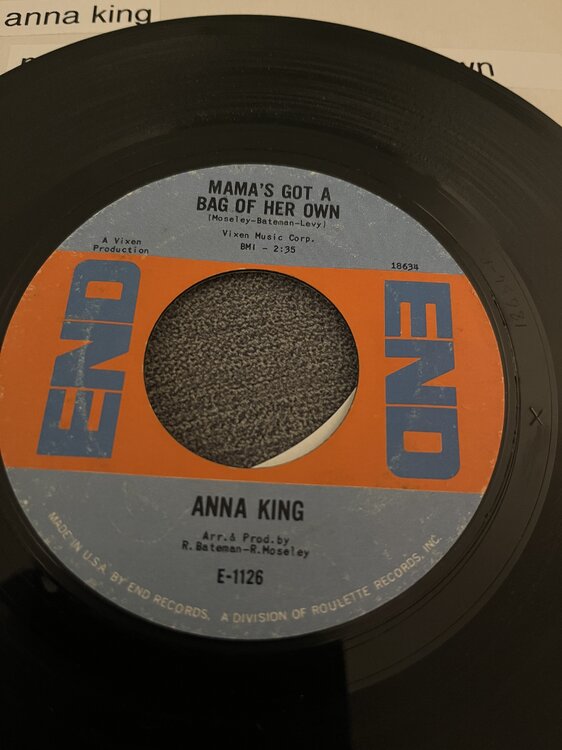 anna king
MAMA'S GOT A
BAG OF HER OWN
(Moseley-Bateman-Levy)
Vixen Music Corp.
BMI - 2:35
A Vixen
Production
18634
END
END
ANNA KING
Arr.& Prod.by
R.Bateman-R.Moseley
E-1126
MADE IN U.S.A. BY END RECORDS, A DIVISION OF ROULETTE RECORDS, INC.
X